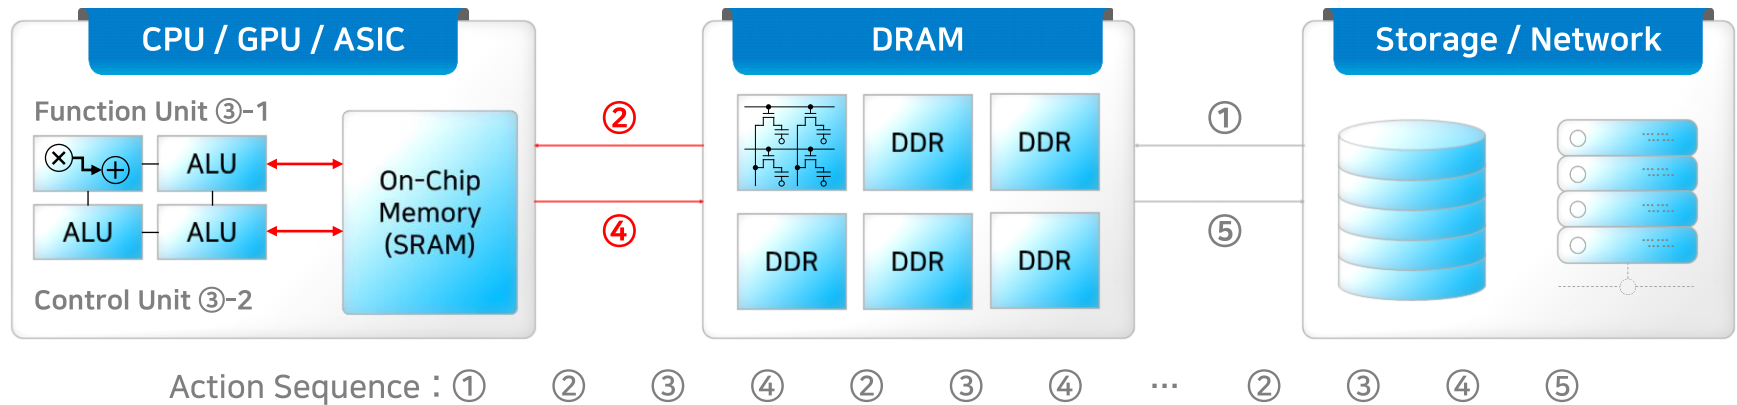 CPU / GPU / ASIC
Function Unit ③-1
ALU
ALU
ALU
Control Unit ③-2
On-Chip
Memory
(SRAM)
②
④
DRAM
DDR
DDR
DDR
DDR
DDR
①
⑤
Storage / Network
Action Sequence : ① ② ③ ④ ② ③ ④ ··· ② ③ ④ ⑤